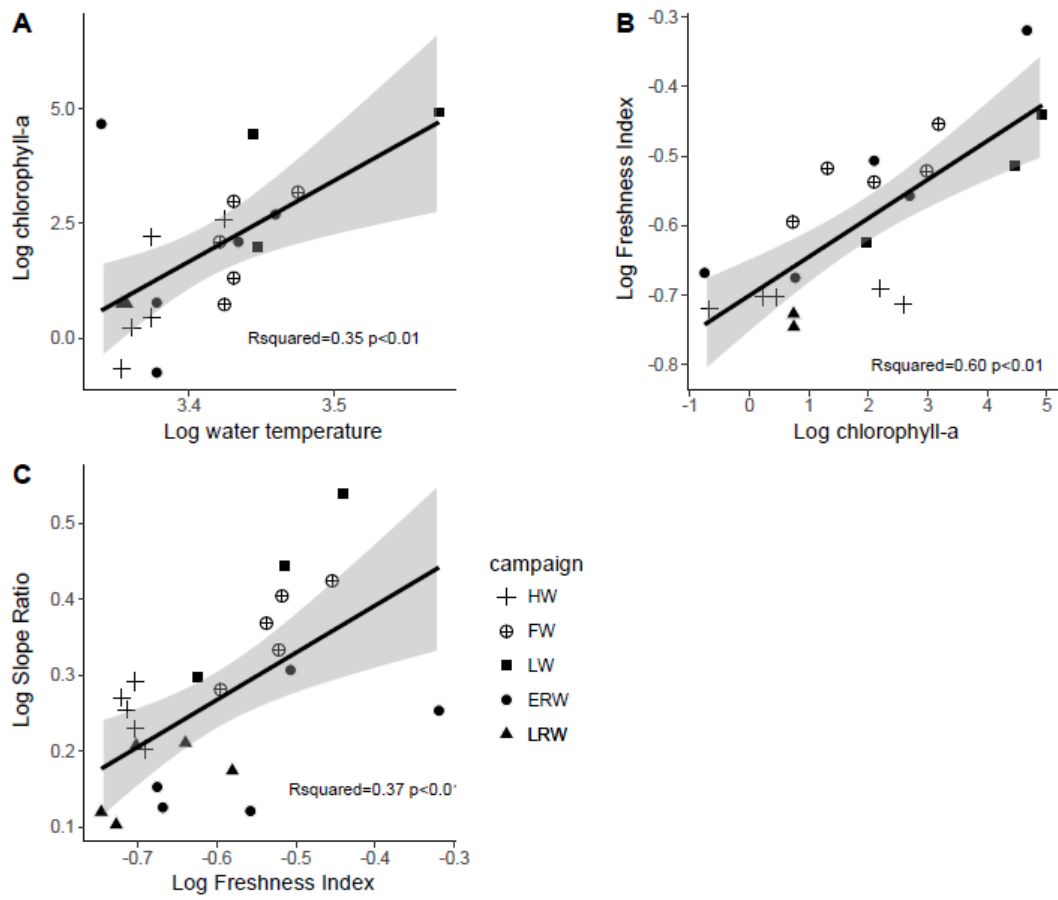 A
Log chlorophyll-a
5.0
2.5
0.0
Rsquared=0.35 p<0.01
3.4 3.5
Log water temperature
B
Log Freshness Index
-0.3
-0.4
-0.5
-0.6
-0.7
-0.8
Rsquared=0.60 p<0.01
-1 0 1 2 3 4 5
Log chlorophyll-a
C
Log Slope Ratio
0.5
0.4
0.3
0.2
0.1
Rsquared=0.37 p<0.0
-0.7 -0.6 -0.5 -0.4 -0.3
Log Freshness Index
campaign
HW
FW
LW
ERW
LRW